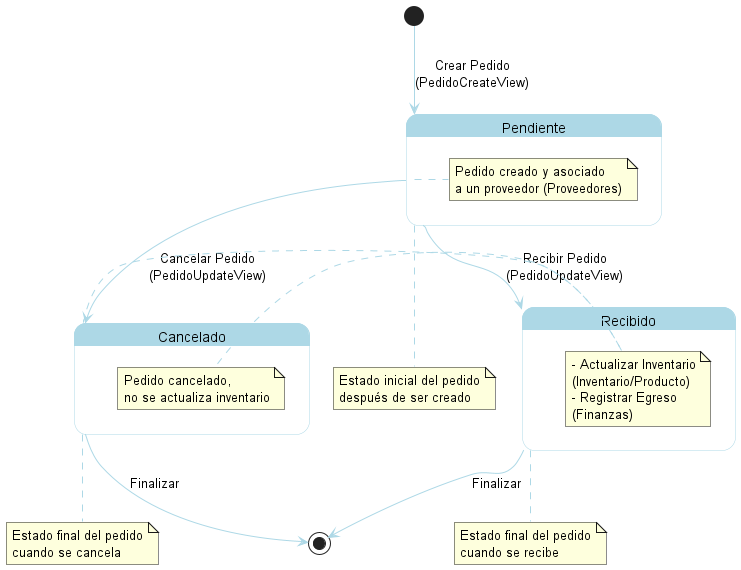 Crear Pedido
(PedidoCreateView)
Pendiente
Pedido creado y asociado
a un proveedor (Proveedores)
Cancelar Pedido
(PedidoUpdateView)
Recibir Pedido
(PedidoUpdateView)
Cancelado
Pedido cancelado,
no se actualiza inventario
Estado inicial del pedido
después de ser creado
Recibido
- Actualizar Inventario
(Inventario/Producto)
- Registrar Egreso
(Finanzas)
Finalizar
Finalizar
Estado final del pedido
cuando se cancela
Estado final del pedido
cuando se recibe